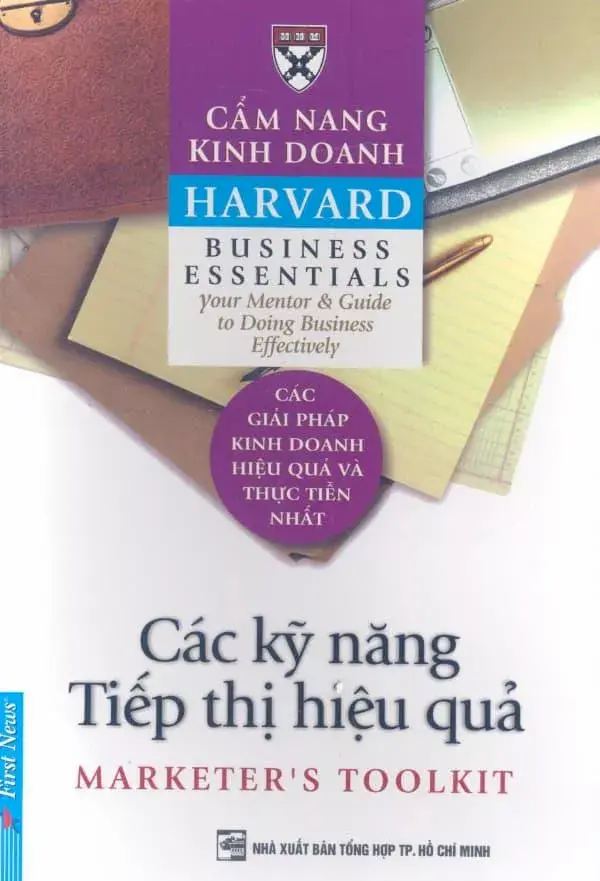 CẨM NANG
KINH DOANH
HARVARD
BUSINESS
ESSENTIALS
your Mentor & Guide
to Doing Business
Effectively
CÁC
GIẢI PHÁP
KINH DOANH
HIỆU QUẢ VÀ
THỰC TIỄN
NHẤT
Các kỹ năng
Tiếp thị hiệu quả
MARKETER'S TOOLKIT
First News
NHÀ XUẤT BẢN TỔNG HỢP TP. HỒ CHÍ MINH